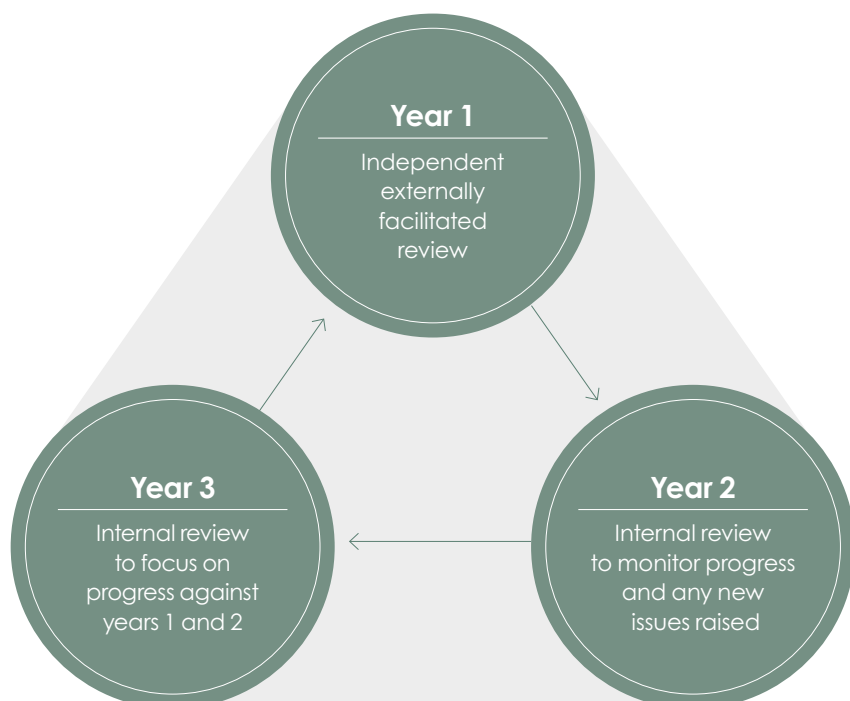 Year 1
Independent
externally
facilitated
review
Year 3
Internal review
to focus on
progress against
years 1 and 2
Year 2
Internal review
to monitor progress
and any new
issues raised